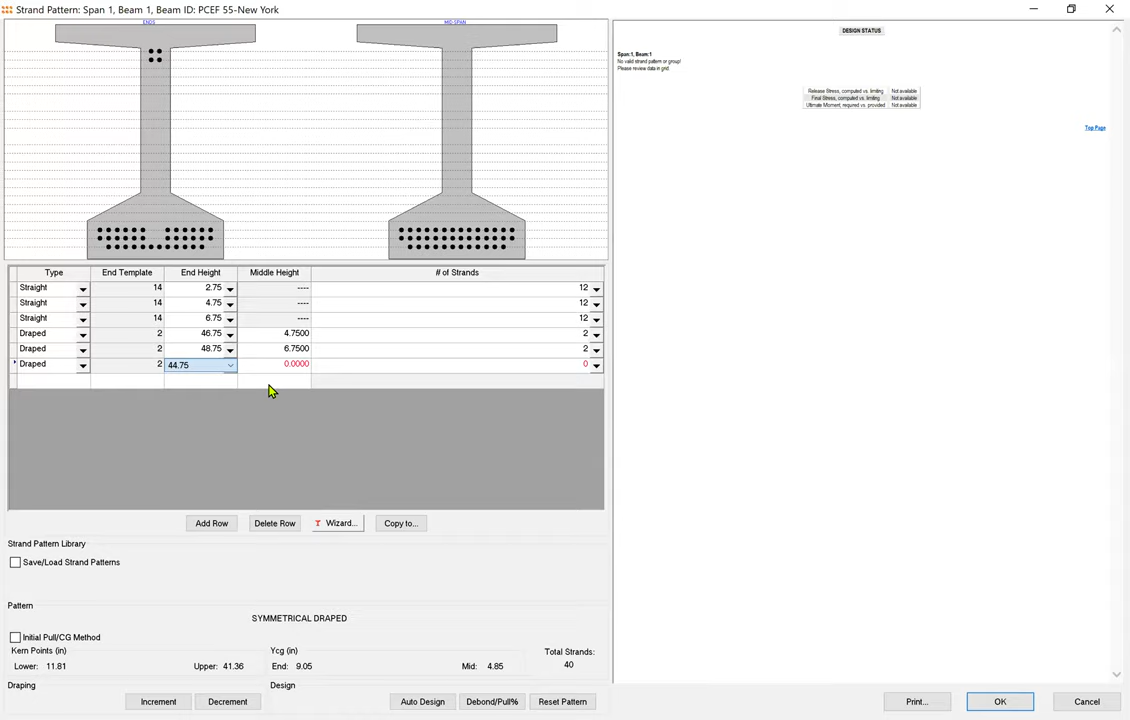 Strand Pattern: Span 1, Beam 1, Beam ID: PCEF 55-New York
ENDS
MID-SPAN
Type End Template End Height Middle Height # of Strands
Straight 14 2.75 ---- 12
Straight 14 4.75 ---- 12
Straight 14 6.75 ---- 12
Draped 2 46.75 4.7500 2
Draped 2 48.75 6.7500 2
Draped 2 44.75 0.0000 0
Add Row Delete Row Wizard... Copy to...
Strand Pattern Library
Save/Load Strand Patterns
Pattern
SYMMETRICAL DRAPED
Initial Pull/CG Method
Kern Points (in) Ycg (in) Total Strands:
Lower: 11.81 Upper: 41.36 End: 9.05 Mid: 4.85 40
Draping Design
Increment Decrement Auto Design Debond/Pull% Reset Pattern
DESIGN STATUS
Span:1, Beam:1
No valid strand pattern or group!
Please review data in grid.
Release Stress, computed vs. limiting Not available
Final Stress, computed vs. limiting Not available
Ultimate Moment, required vs. provided Not available
Top Page
Print... OK Cancel